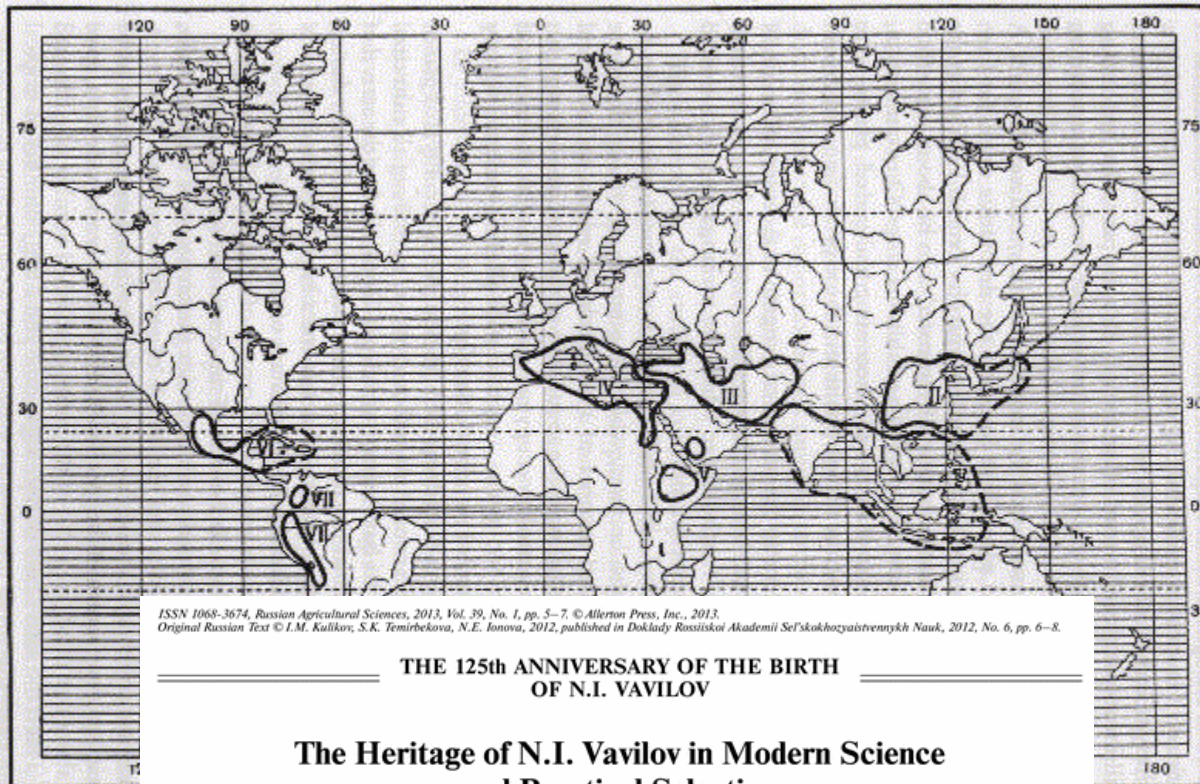 120 90 60 30 0 30 60 90 120 150 180
75 75
60 60
IV III II
30 30
VI V
VII
0 0
VII
3
ISSN 1068-3674, Russian Agricultural Sciences, 2013, Vol. 39, No. 1, pp. 5–7. © Allerton Press, Inc., 2013.
Original Russian Text © I.M. Kulikov, S.K. Temirbekova, N.E. Ionova, 2012, published in Doklady Rossiiskoi Akademii Sel'skokhozyaistvennykh Nauk, 2012, No. 6, pp. 6–8.
THE 125th ANNIVERSARY OF THE BIRTH
OF N.I. VAVILOV
The Heritage of N.I. Vavilov in Modern Science
180